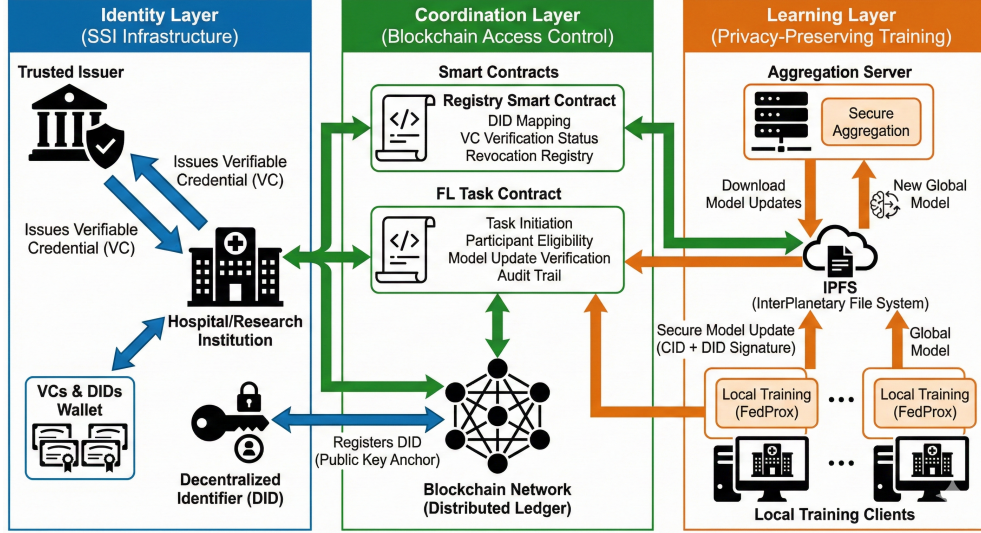 Identity Layer
(SSI Infrastructure)
Trusted Issuer
Issues Verifiable
Credential (VC)
Issues Verifiable
Credential (VC)
Hospital/Research
Institution
VCs & DIDs
Wallet
Decentralized
Identifier (DID)
Registers DID
(Public Key Anchor)
Coordination Layer
(Blockchain Access Control)
Smart Contracts
</>
Registry Smart Contract
DID Mapping
VC Verification Status
Revocation Registry
FL Task Contract
</>
Task Initiation
Participant Eligibility
Model Update Verification
Audit Trail
Blockchain Network
(Distributed Ledger)
Learning Layer
(Privacy-Preserving Training)
Aggregation Server
Secure
Aggregation
Download
Model Updates
New Global
Model
IPFS
(InterPlanetary File System)
Secure Model Update
(CID + DID Signature)
Global
Model
Local Training
(FedProx)
Local Training
(FedProx)
Local Training Clients